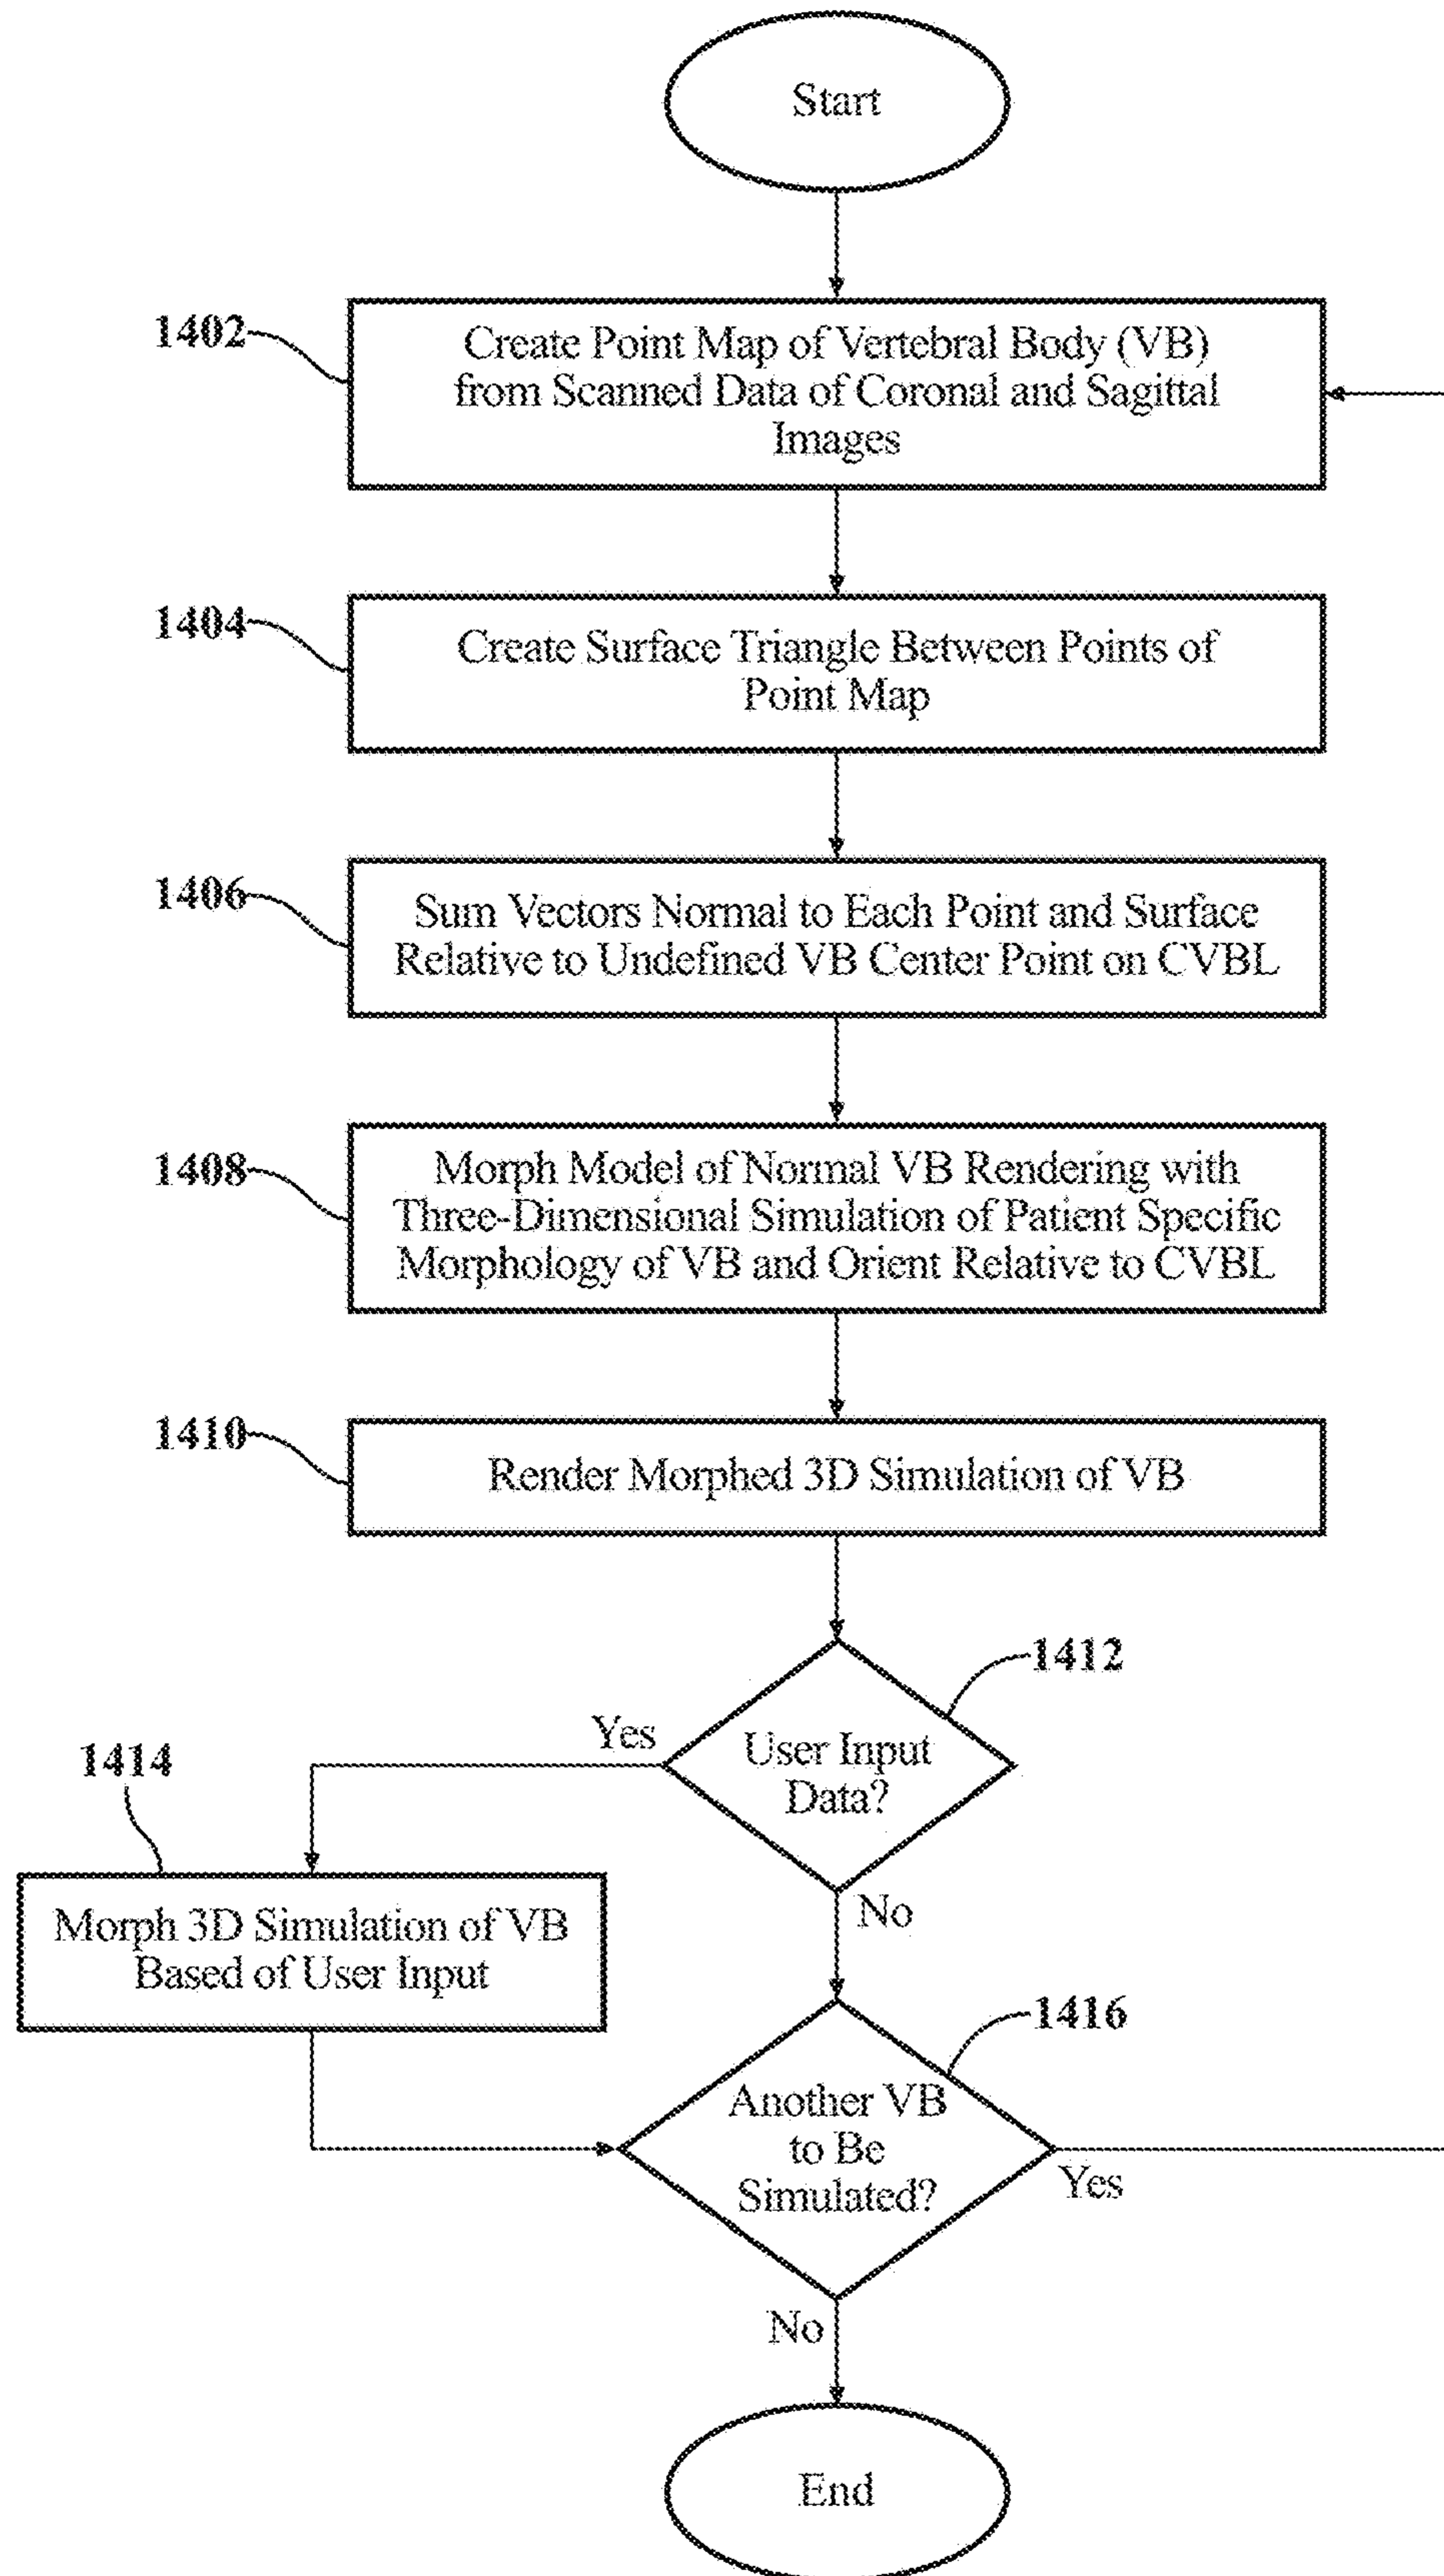 Start
1402
Create Point Map of Vertebral Body (VB)
from Scanned Data of Coronal and Sagittal
Images
1404
Create Surface Triangle Between Points of
Point Map
1406
Sum Vectors Normal to Each Point and Surface
Relative to Undefined VB Center Point on CVBL
1408
Morph Model of Normal VB Rendering with
Three-Dimensional Simulation of Patient Specific
Morphology of VB and Orient Relative to CVBL
1410
Render Morphed 3D Simulation of VB
1412
User Input
Data?
Yes
No
1414
Morph 3D Simulation of VB
Based of User Input
1416
Another VB
to Be
Simulated?
Yes
No
End